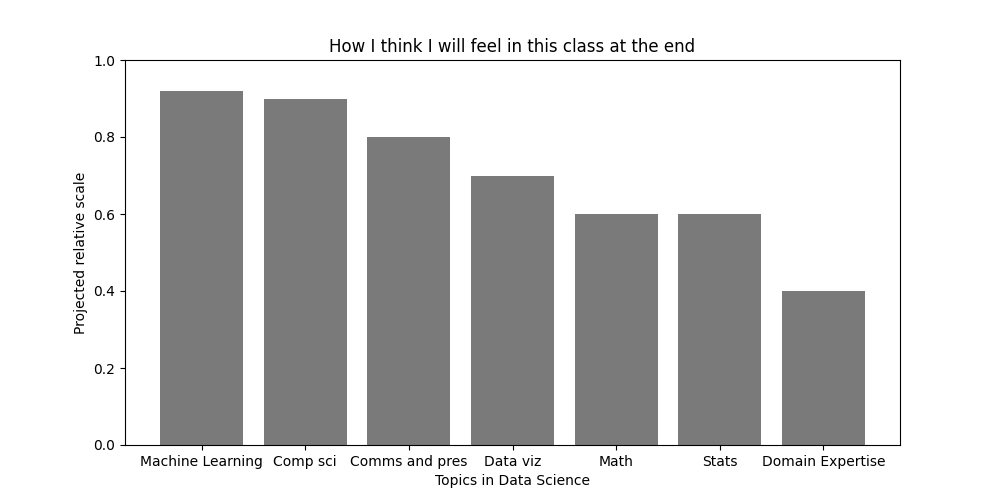 How I think I will feel in this class at the end
Projected relative scale
1.0
0.8
0.6
0.4
0.2
0.0
Machine Learning Comp sci Comms and pres Data viz Math Stats Domain Expertise
Topics in Data Science